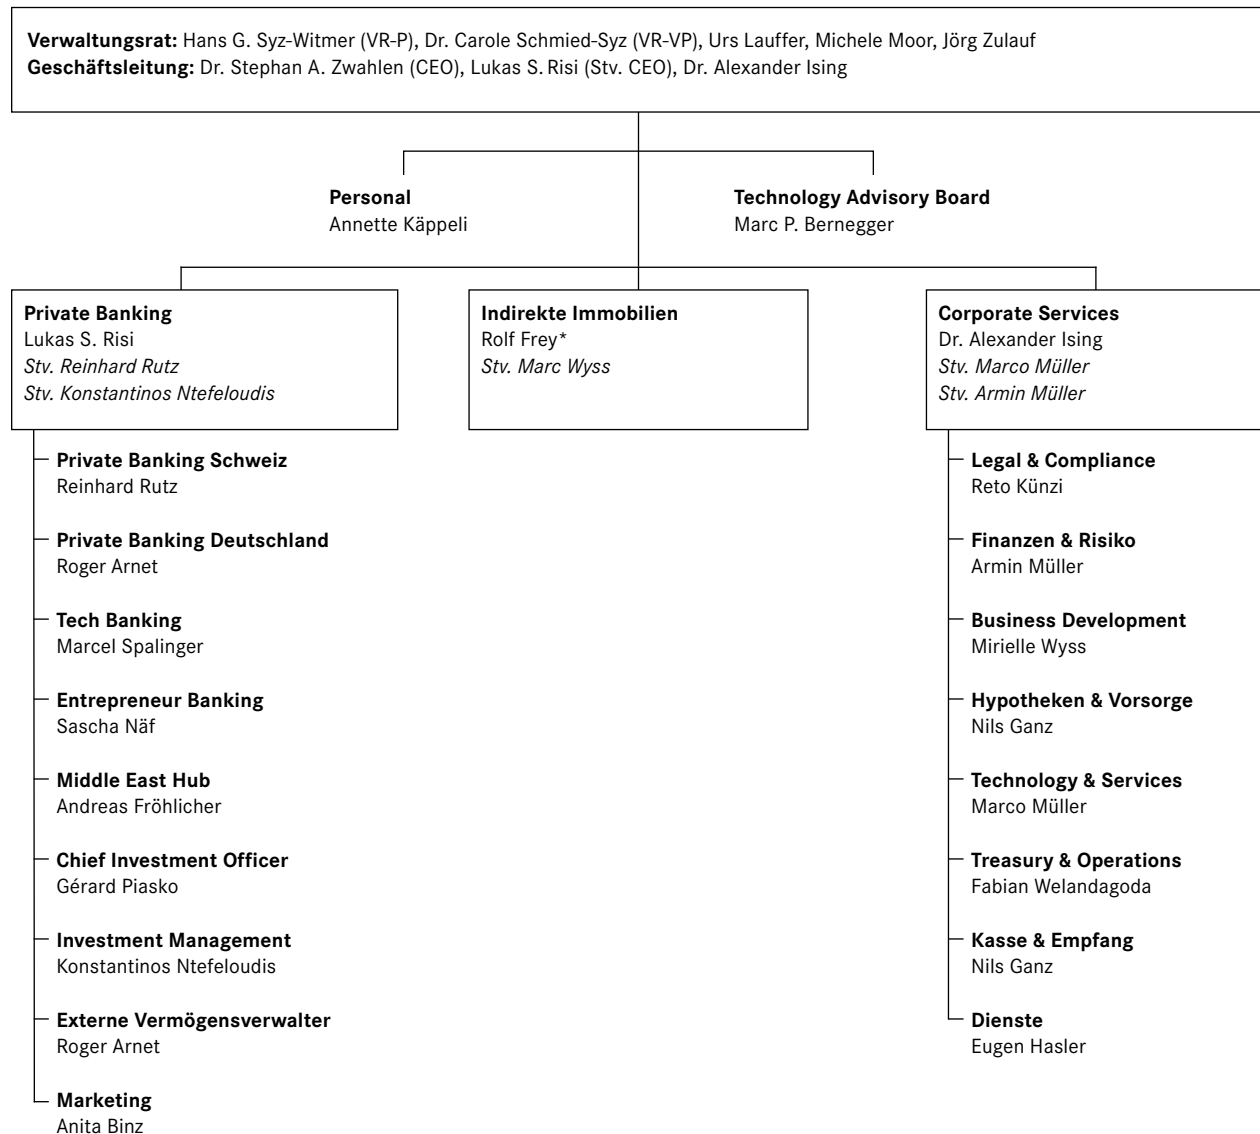 Verwaltungsrat: Hans G. Syz-Witmer (VR-P), Dr. Carole Schmied-Syz (VR-VP), Urs Lauffer, Michele Moor, Jörg Zulauf
Geschäftsleitung: Dr. Stephan A. Zwahlen (CEO), Lukas S. Risi (Stv. CEO), Dr. Alexander Ising
Personal
Annette Käppeli
Technology Advisory Board
Marc P. Bernegger
Private Banking
Lukas S. Risi
Stv. Reinhard Rutz
Stv. Konstantinos Ntefeloudis
Indirekte Immobilien
Rolf Frey*
Stv. Marc Wyss
Corporate Services
Dr. Alexander Ising
Stv. Marco Müller
Stv. Armin Müller
Private Banking Schweiz
Reinhard Rutz
Private Banking Deutschland
Roger Arnet
Tech Banking
Marcel Spalinger
Entrepreneur Banking
Sascha Näf
Middle East Hub
Andreas Fröhlicher
Chief Investment Officer
Gérard Piasko
Investment Management
Konstantinos Ntefeloudis
Externe Vermögensverwalter
Roger Arnet
Marketing
Anita Binz
Legal & Compliance
Reto Künzi
Finanzen & Risiko
Armin Müller
Business Development
Mirielle Wyss
Hypotheken & Vorsorge
Nils Ganz
Technology & Services
Marco Müller
Treasury & Operations
Fabian Welandagoda
Kasse & Empfang
Nils Ganz
Dienste
Eugen Hasler